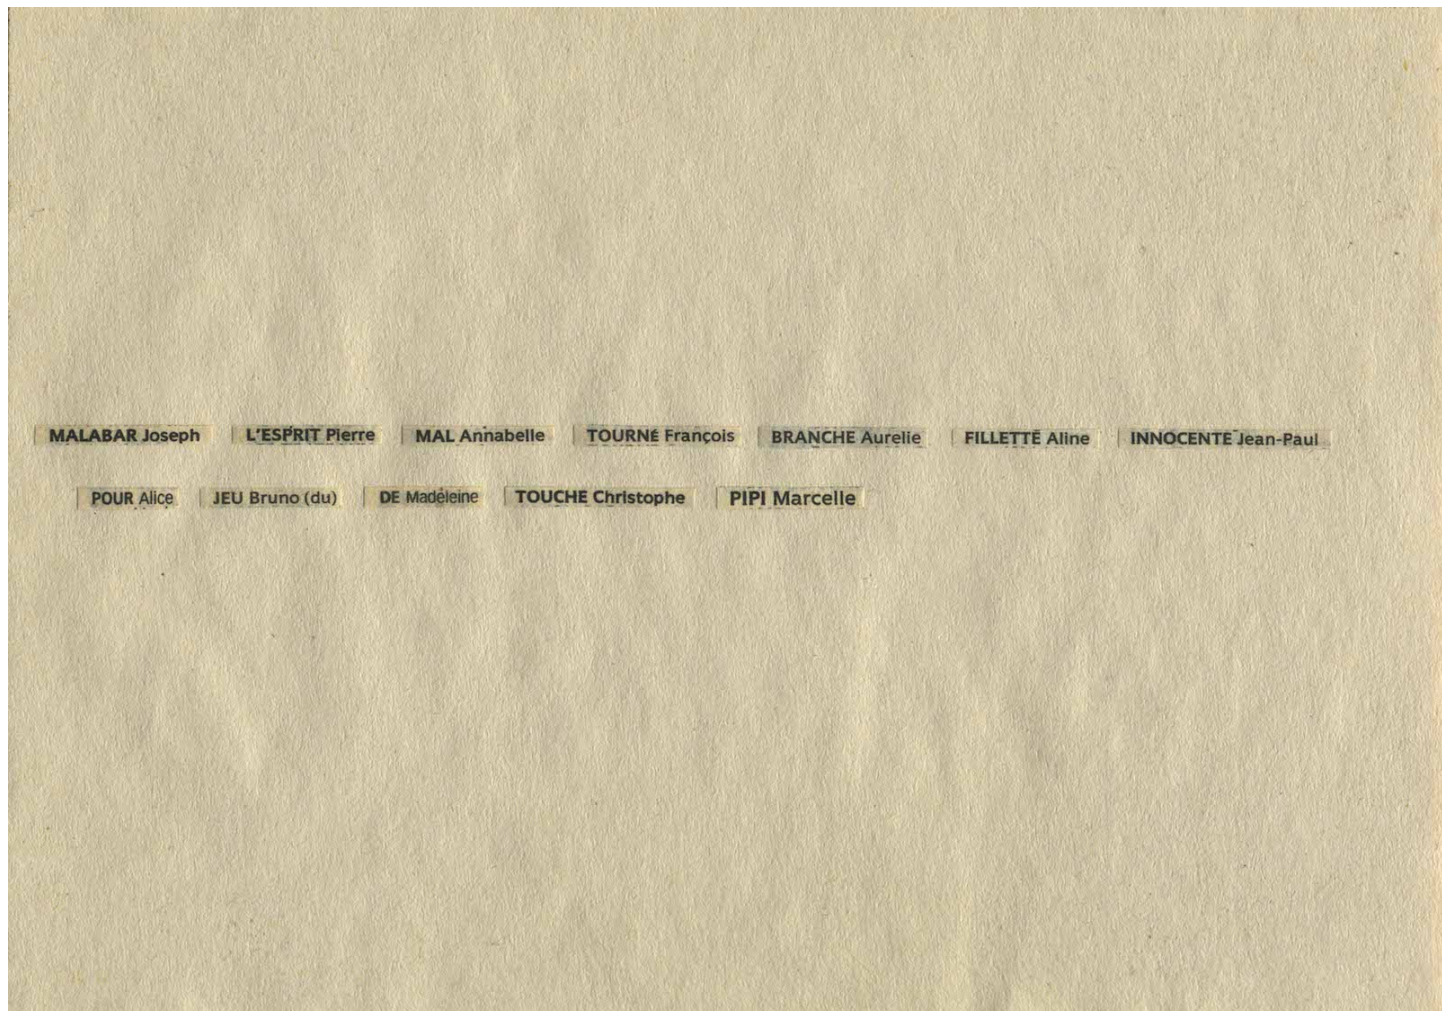 MALABAR Joseph L'ESPRIT Pierre MAL Annabelle TOURNÉ François BRANCHE Aurelie FILLETTE Aline INNOCENTE Jean-Paul
POUR Alice JEU Bruno (du) DE Madeleine TOUCHE Christophe PIPI Marcelle